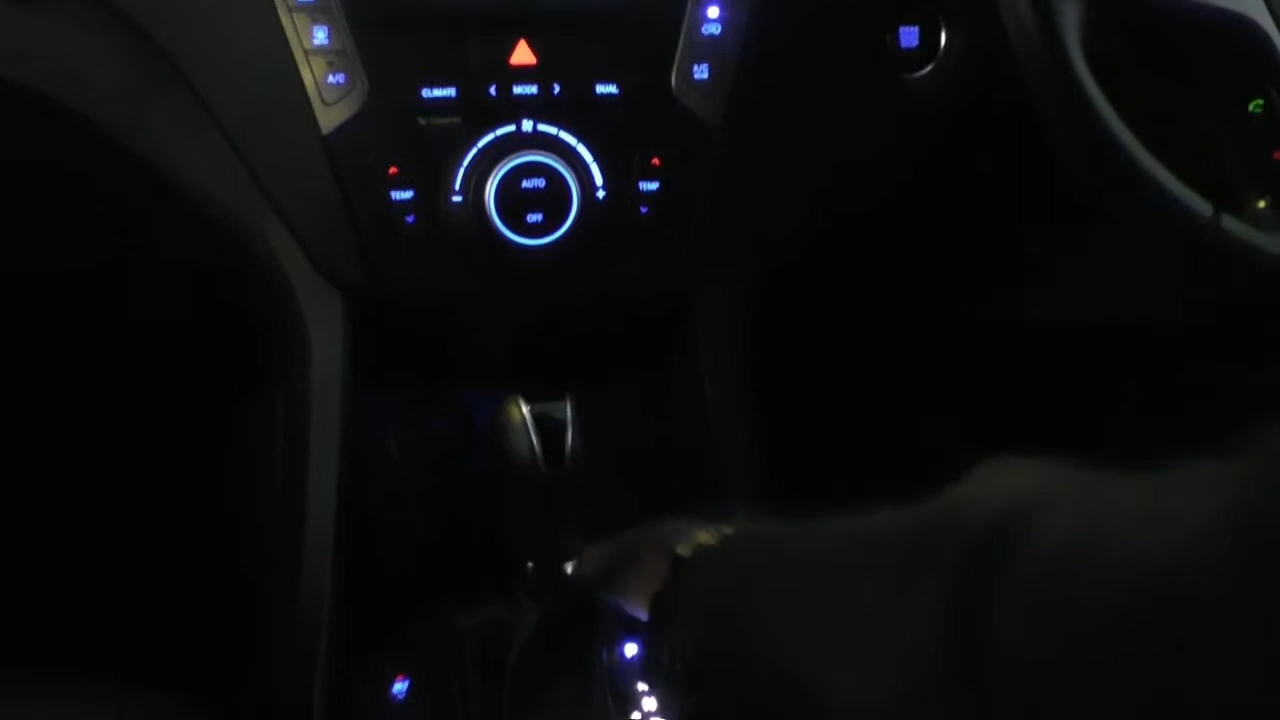 A/C
CLIMATE < MODE > DUAL
TEMP
AUTO
OFF
TEMP
A/C
P